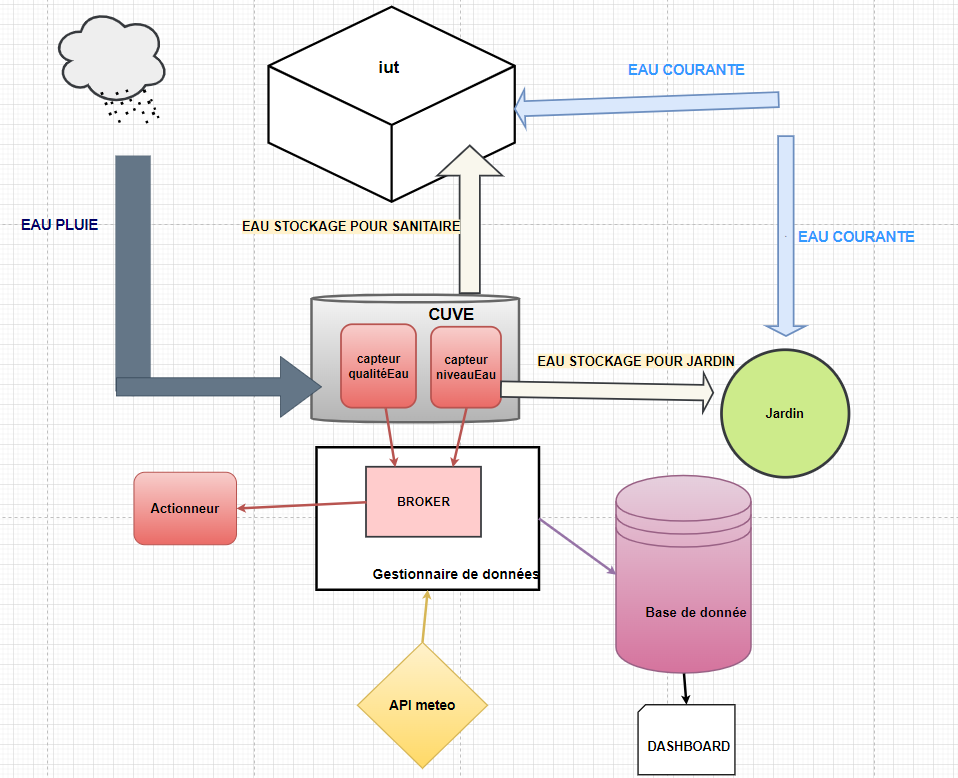 iut
EAU COURANTE
EAU PLUIE
EAU STOCKAGE POUR SANITAIRE
EAU COURANTE
CUVE
capteur
qualitéEau
capteur
niveauEau
EAU STOCKAGE POUR JARDIN
Jardin
Actionneur
BROKER
Gestionnaire de données
Base de donnée
API meteo
DASHBOARD